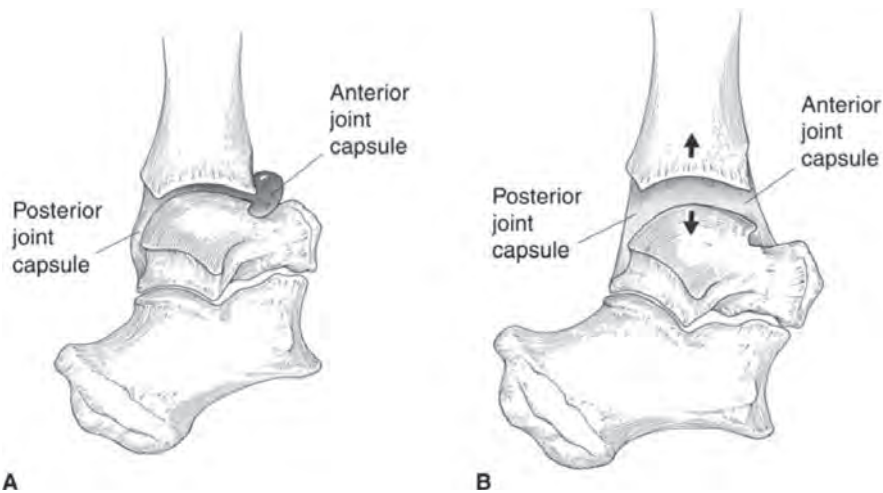 Anterior
joint
capsule
Posterior
joint
capsule
A
Anterior
joint
capsule
Posterior
joint
capsule
B